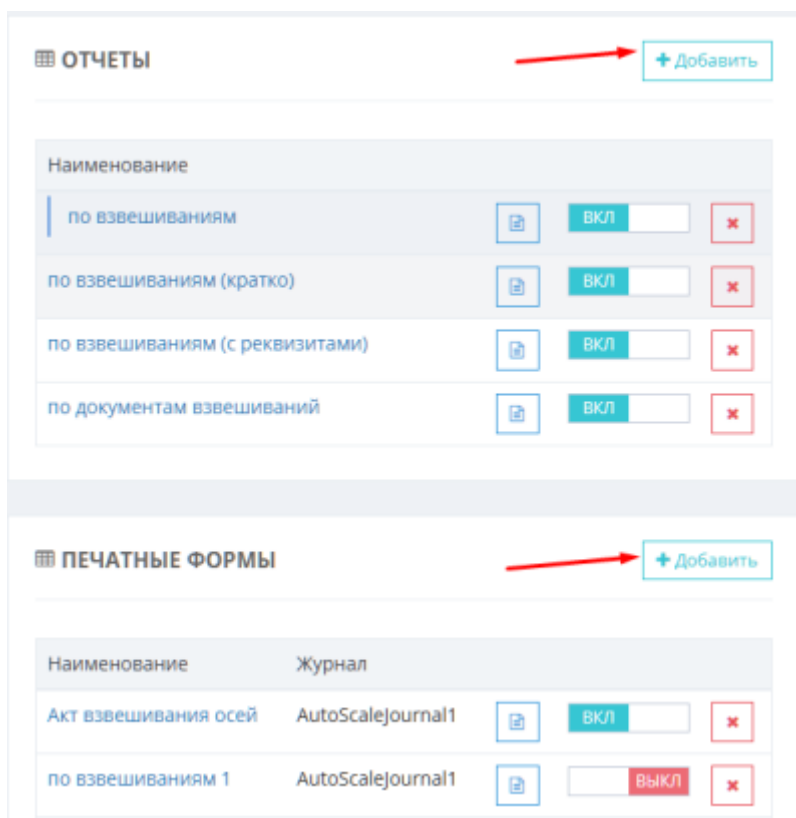 ОТЧЕТЫ
Добавить
Наименование
по взвешиваниям
ВКЛ
по взвешиваниям (кратко)
ВКЛ
по взвешиваниям (с реквизитами)
ВКЛ
по документам взвешиваний
ВКЛ
ПЕЧАТНЫЕ ФОРМЫ
Добавить
Наименование Журнал
Акт взвешивания осей AutoScaleJournal1
ВКЛ
по взвешиваниям 1 AutoScaleJournal1
ВЫКЛ